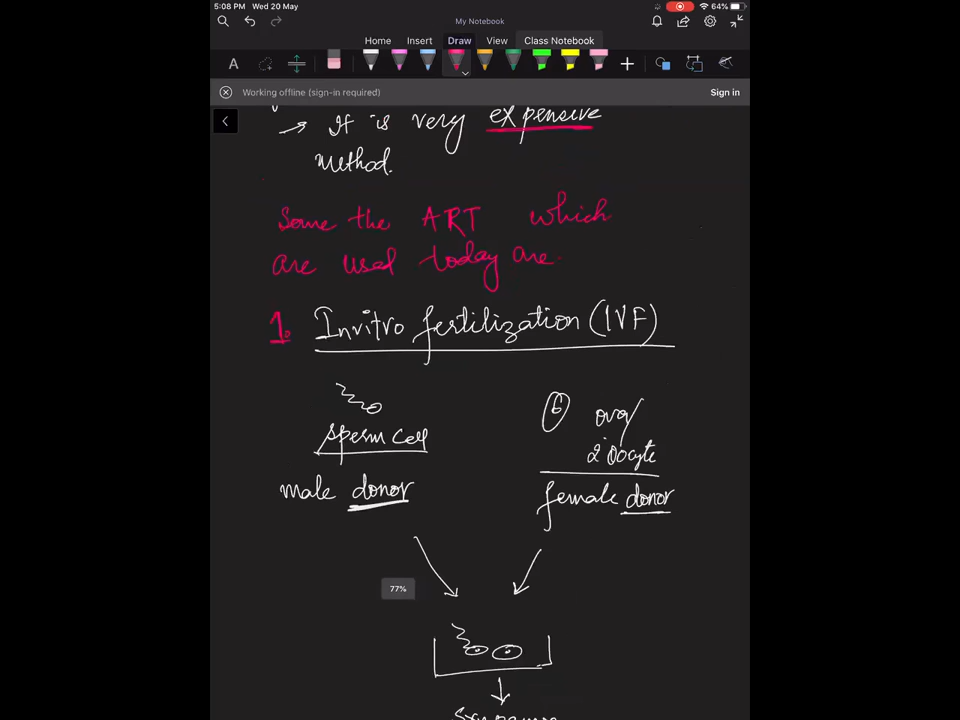 5:08 PM Wed 20 May
64%
My Notebook
Home Insert Draw View Class Notebook
A
Working offline (sign-in required) Sign in
→ It is very expensive
method.
Some the ART which
are used today are.
1. Invitro fertilization (IVF)
sperm cell
ova/
2° oocyte
male donor
female donor
77%
Syngamy